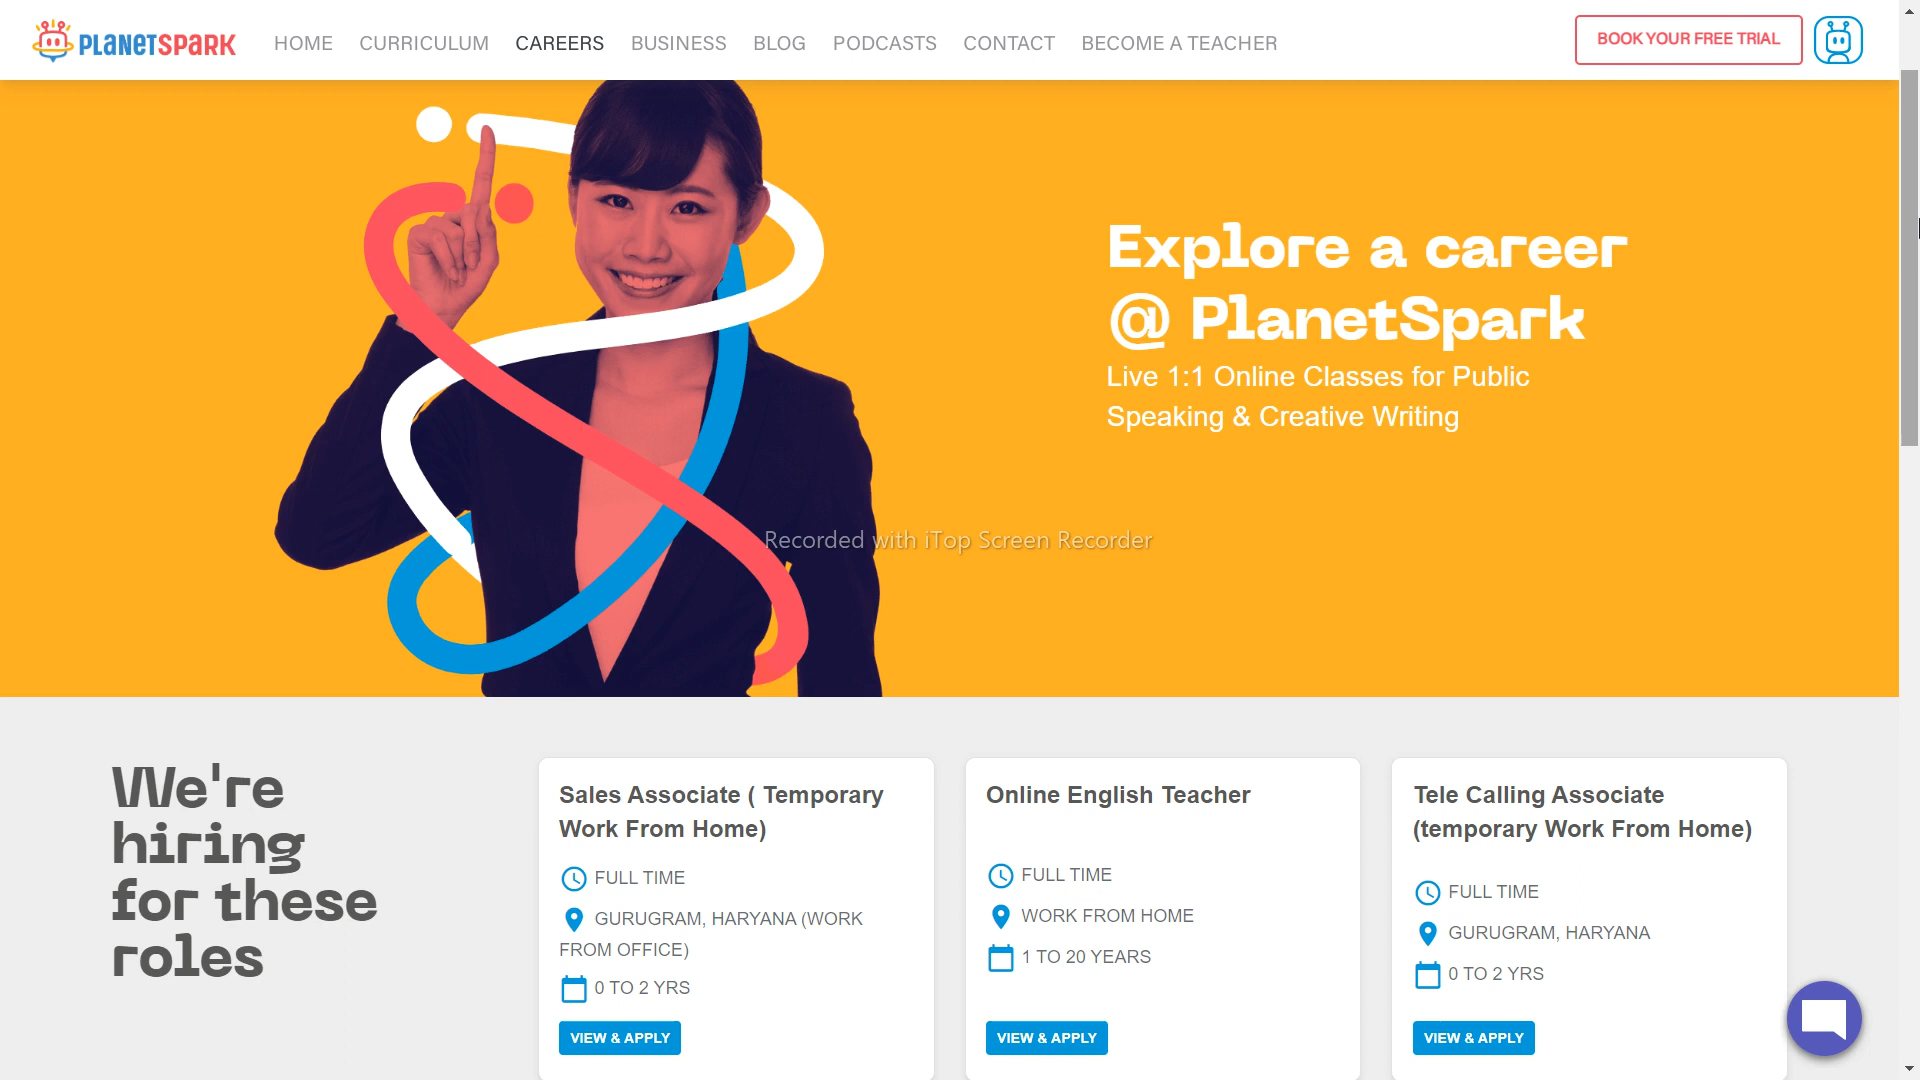 PLANETSPARK
HOME
CURRICULUM
CAREERS
BUSINESS
BLOG
PODCASTS
CONTACT
BECOME A TEACHER
BOOK YOUR FREE TRIAL
Explore a career
@ PlanetSpark
Live 1:1 Online Classes for Public
Speaking & Creative Writing
Recorded with iTop Screen Recorder
We're
hiring
for these
roles
Sales Associate ( Temporary
Work From Home)
FULL TIME
GURUGRAM, HARYANA (WORK
FROM OFFICE)
0 TO 2 YRS
VIEW & APPLY
Online English Teacher
FULL TIME
WORK FROM HOME
1 TO 20 YEARS
VIEW & APPLY
Tele Calling Associate
(temporary Work From Home)
FULL TIME
GURUGRAM, HARYANA
0 TO 2 YRS
VIEW & APPLY